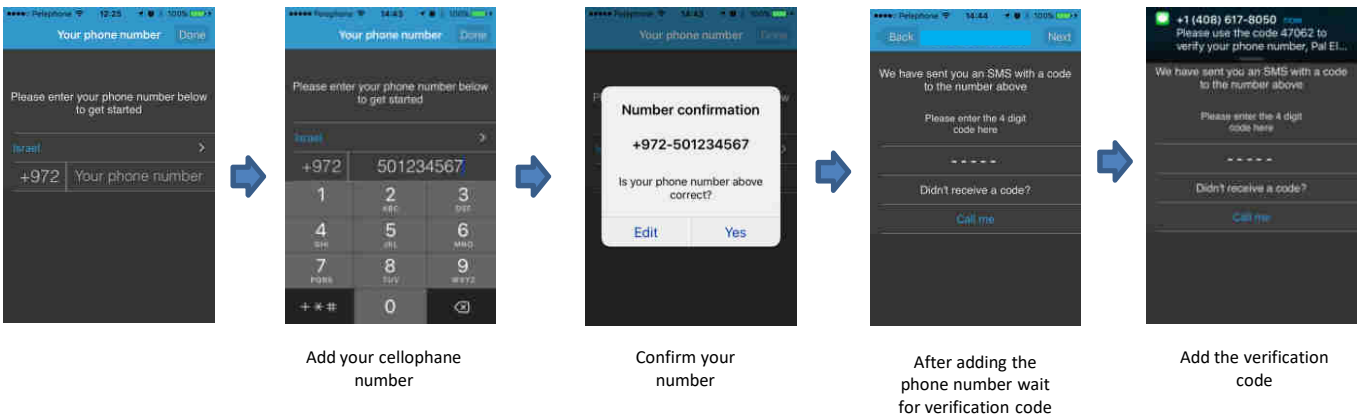 Pelephone 12:25 100%
Your phone number Done
Please enter your phone number below
to get started
Israel >
+972 Your phone number
Pelephone 14:43 100%
Your phone number Done
Please enter your phone number below
to get started
Israel >
+972 501234567
1 2 3
ABC DEF
4 5 6
GHI JKL MNO
7 8 9
PQRS TUV WXYZ
+*# 0
Add your cellophane
number
Pelephone 14:43 100%
Your phone number Done
Number confirmation
+972-501234567
Is your phone number above
correct?
Edit Yes
Confirm your
number
Pelephone 14:44 100%
Back Next
We have sent you an SMS with a code
to the number above
Please enter the 4 digit
code here
- - - - -
Didn't receive a code?
Call me
After adding the
phone number wait
for verification code
+1 (408) 617-8050 now
Please use the code 47062 to
verify your phone number, Pal El...
We have sent you an SMS with a code
to the number above
Please enter the 4 digit
code here
- - - - -
Didn't receive a code?
Call me
Add the verification
code